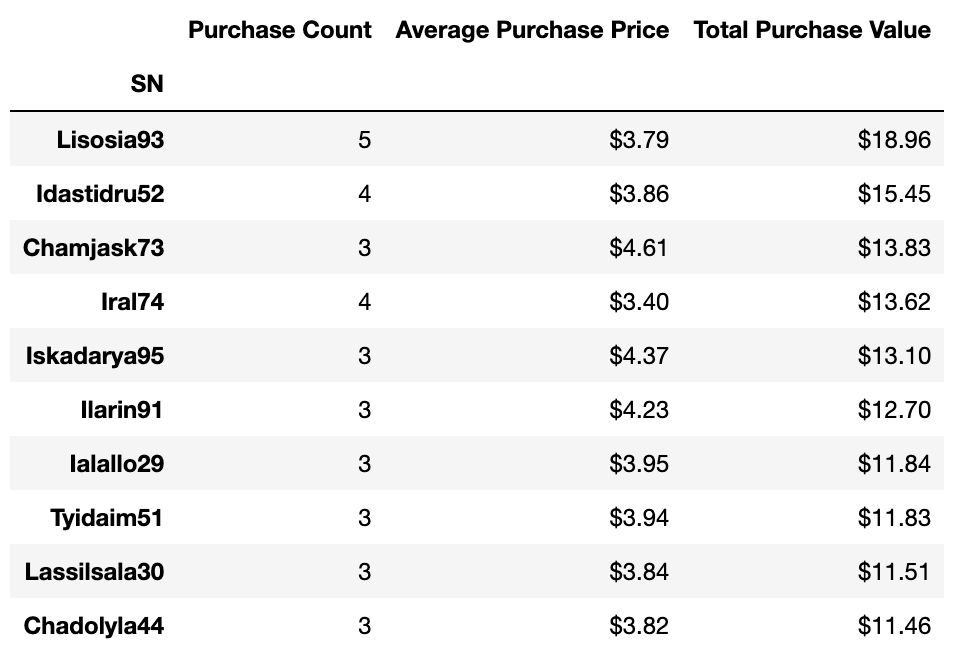 Purchase Count Average Purchase Price Total Purchase Value
SN
Lisosia93 5 $3.79 $18.96
Idastidru52 4 $3.86 $15.45
Chamjask73 3 $4.61 $13.83
Iral74 4 $3.40 $13.62
Iskadarya95 3 $4.37 $13.10
Ilarin91 3 $4.23 $12.70
Ialallo29 3 $3.95 $11.84
Tyidaim51 3 $3.94 $11.83
Lassilsala30 3 $3.84 $11.51
Chadolyla44 3 $3.82 $11.46